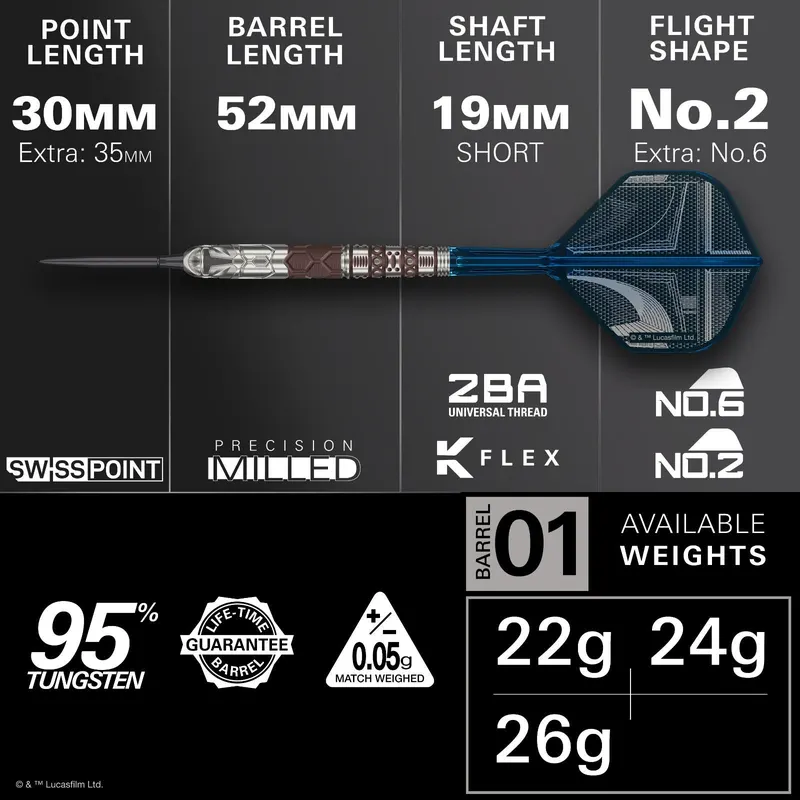 POINT
LENGTH
30MM
Extra: 35MM
BARREL
LENGTH
52MM
SHAFT
LENGTH
19MM
SHORT
FLIGHT
SHAPE
No.2
Extra: No.6
© & ™ Lucasfilm Ltd.
SWISSPOINT
PRECISION
MILLED
2BA
UNIVERSAL THREAD
K FLEX
NO.6
NO.2
95%
TUNGSTEN
LIFE-TIME
GUARANTEE
BARREL
+/-
0.05g
MATCH WEIGHED
BARREL
01
AVAILABLE
WEIGHTS
22g
24g
26g
© & ™ Lucasfilm Ltd.